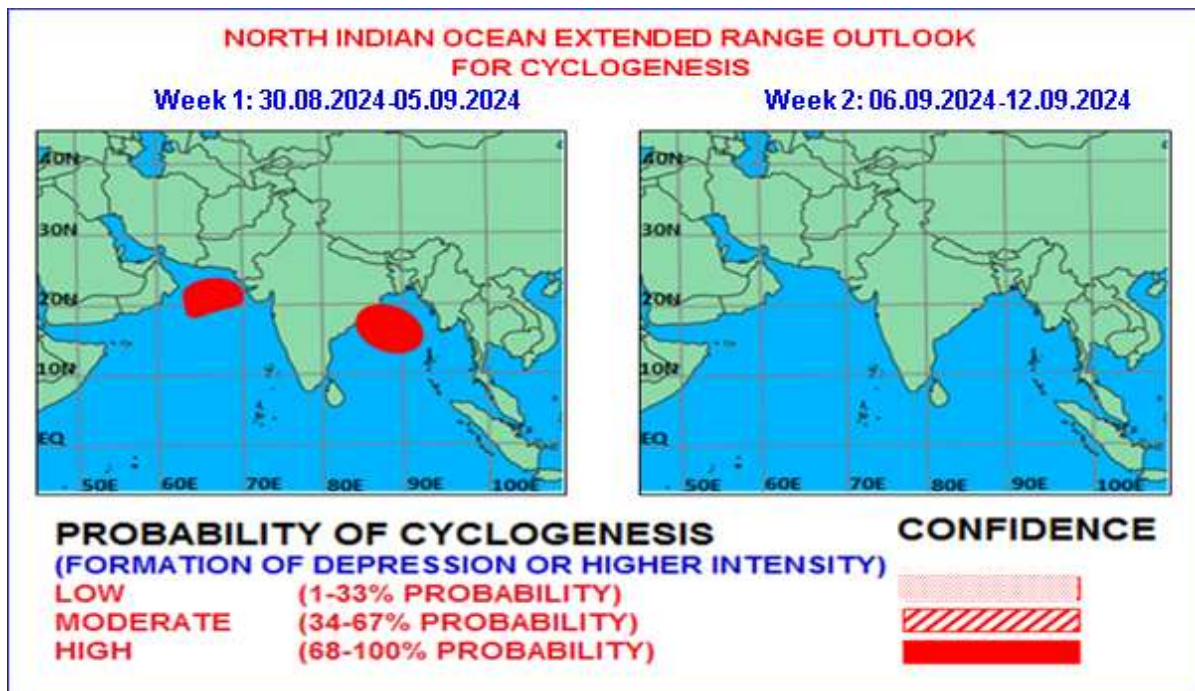 NORTH INDIAN OCEAN EXTENDED RANGE OUTLOOK
FOR CYCLOGENESIS
Week 1: 30.08.2024-05.09.2024
Week 2: 06.09.2024-12.09.2024
40N
30N
20N
10N
EQ
50E 60E 70E 80E 90E 100E
40N
30N
20N
10N
EQ
50E 60E 70E 80E 90E 100E
PROBABILITY OF CYCLOGENESIS
(FORMATION OF DEPRESSION OR HIGHER INTENSITY)
LOW (1-33% PROBABILITY)
MODERATE (34-67% PROBABILITY)
HIGH (68-100% PROBABILITY)
CONFIDENCE